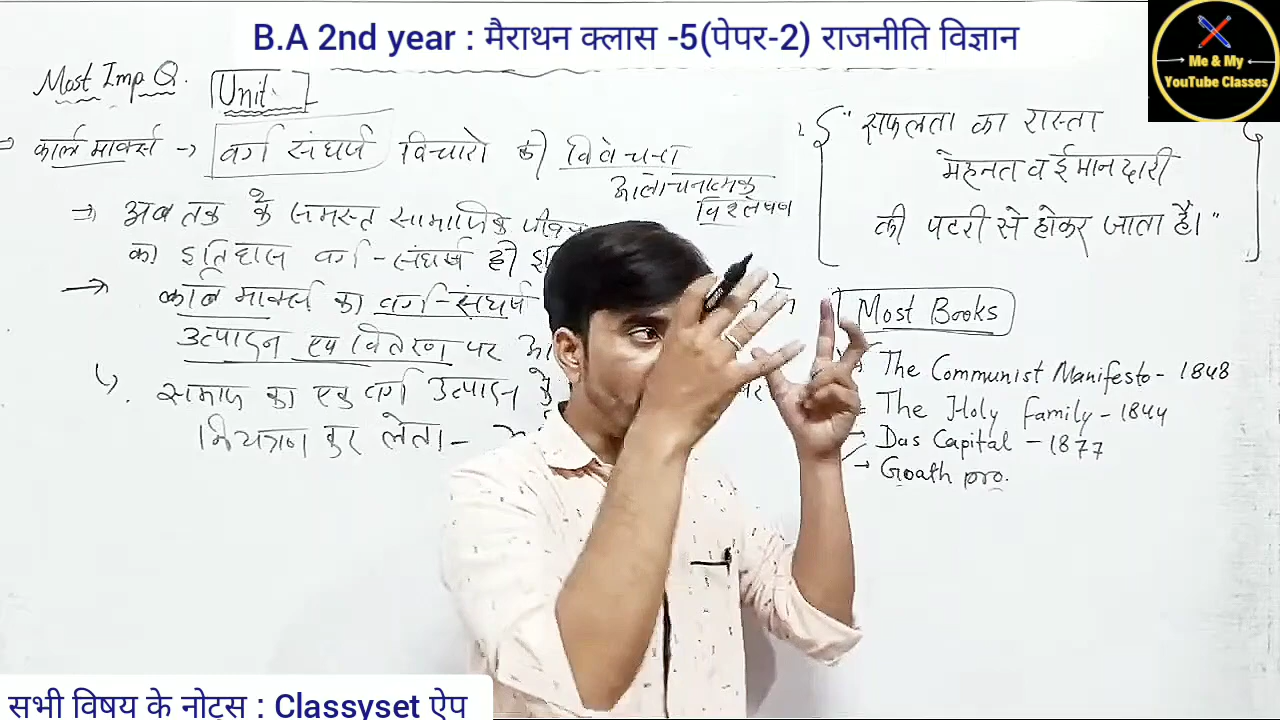 B.A 2nd year : मैराथन क्लास -5(पेपर-2) राजनीति विज्ञान
Me & My
YouTube Classes
Most Imp Q.
Unit-
कार्ल मार्क्स → वर्ग संघर्ष विचारो की विवेचना
आलोचनात्मक
विश्लेषण
⇒ अब तक के समस्त सामाजिक
का इतिहास वर्ग-संघर्ष ही
→ कार्ल मार्क्स का वर्ग-संघर्ष
उत्पादन एवं वितरण पर
समाज का एक वर्ग उत्पादन
नियंत्रण कर लेता-
"सफलता का रास्ता
मेहनत व ईमानदारी
की पटरी से होकर जाता है।"
Most Books
The Communist Manifesto - 1848
The Holy family - 1844
→ Das Capital - 1877
→ Goath pro.
सभी विषय के नोट्स : Classyset ऐप